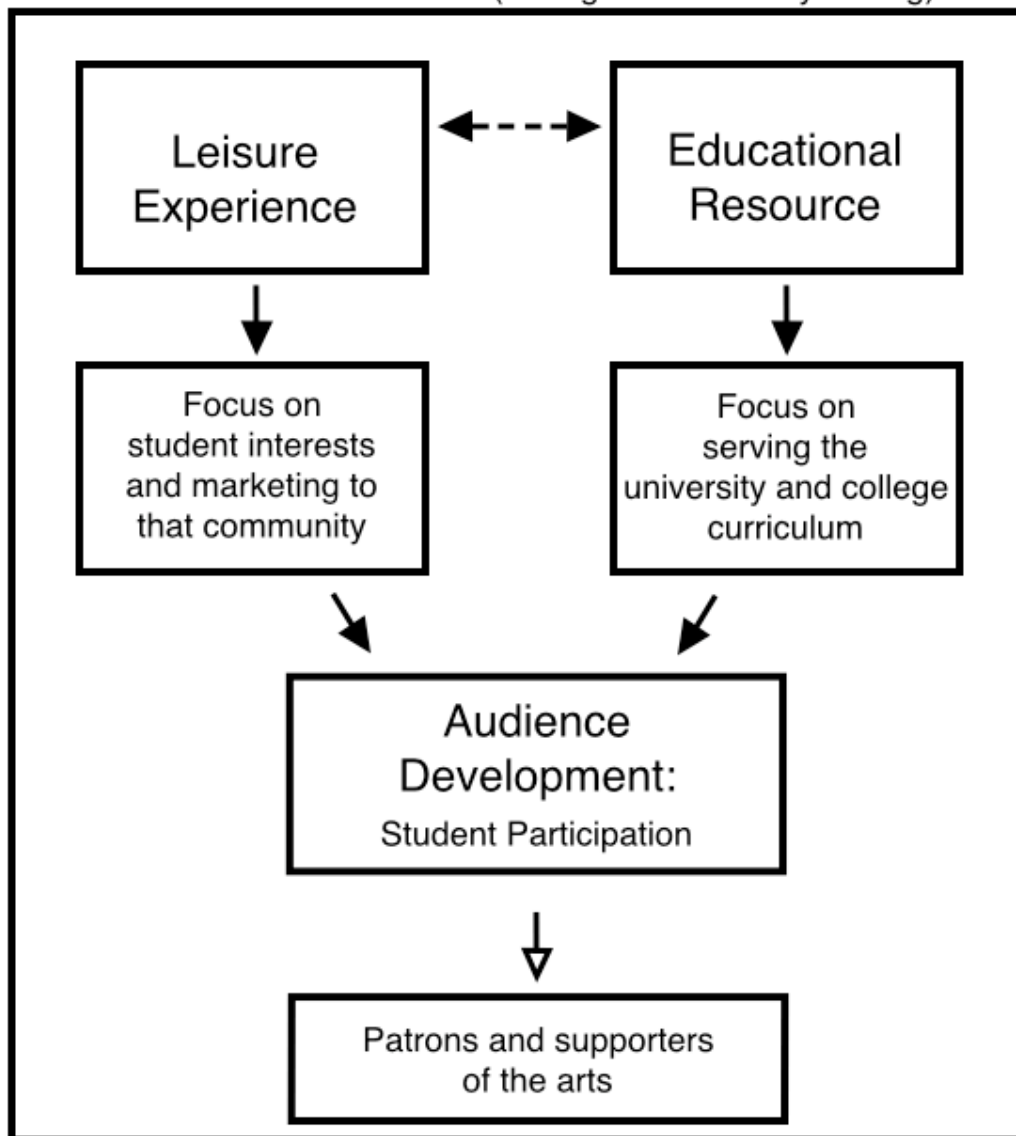 Leisure
Experience
Educational
Resource
Focus on
student interests
and marketing to
that community
Focus on
serving the
university and college
curriculum
Audience
Development:
Student Participation
Patrons and supporters
of the arts